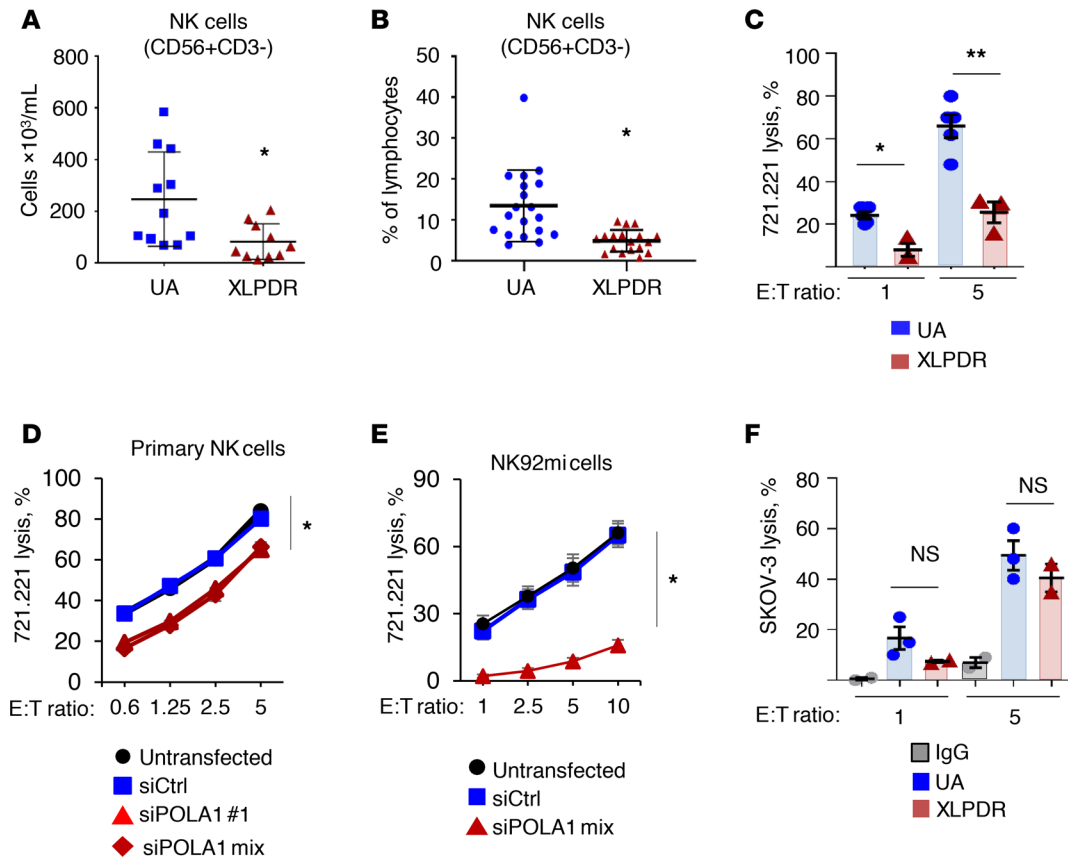 A
NK cells
(CD56+CD3-)
Cells ×10³/mL
800
600
400
200
0
*
UA
XLPDR
B
NK cells
(CD56+CD3-)
% of lymphocytes
50
40
30
20
10
0
*
UA
XLPDR
C
721.221 lysis, %
100
80
60
40
20
*
**
E:T ratio:
1
5
UA
XLPDR
D
Primary NK cells
721.221 lysis, %
100
80
60
40
20
0
*
E:T ratio:
0.6
1.25
2.5
5
Untransfected
siCtrl
siPOLA1 #1
siPOLA1 mix
E
NK92mi cells
721.221 lysis, %
90
60
30
0
*
E:T ratio:
1
2.5
5
10
Untransfected
siCtrl
siPOLA1 mix
F
SKOV-3 lysis, %
80
60
40
20
NS
NS
E:T ratio:
1
5
IgG
UA
XLPDR